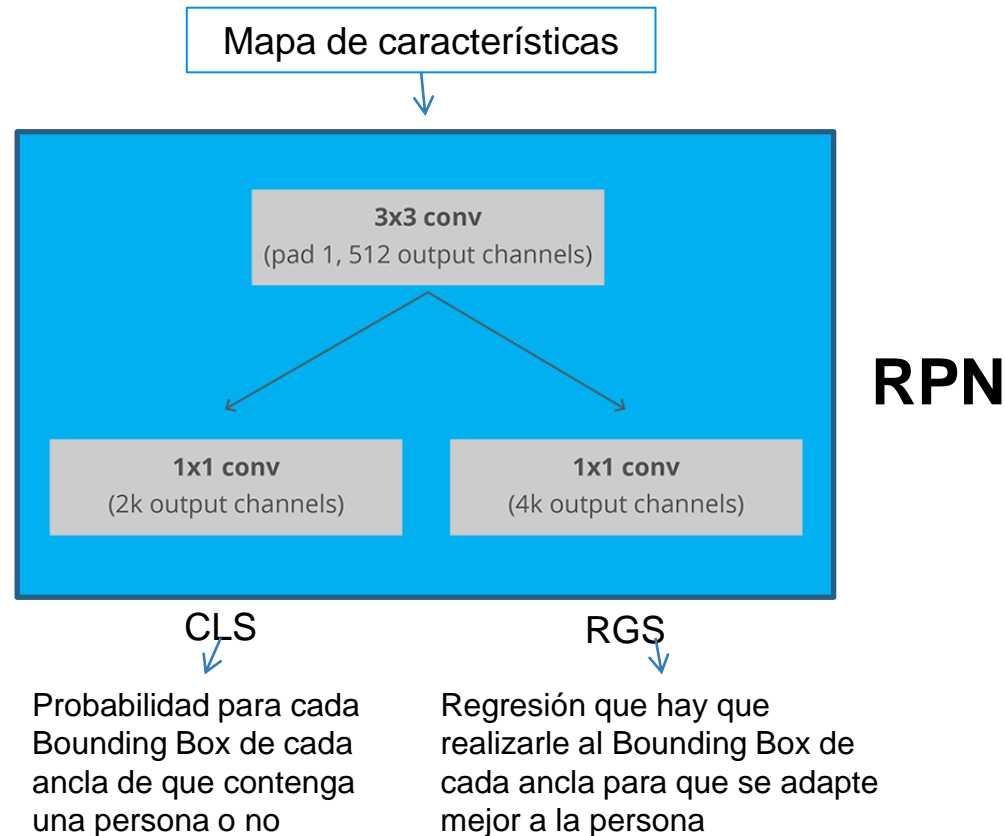 Mapa de características
3x3 conv
(pad 1, 512 output channels)
RPN
1x1 conv
(2k output channels)
1x1 conv
(4k output channels)
CLS
RGS
Probabilidad para cada
Bounding Box de cada
ancla de que contenga
una persona o no
Regresión que hay que
realizarle al Bounding Box de
cada ancla para que se adapte
mejor a la persona